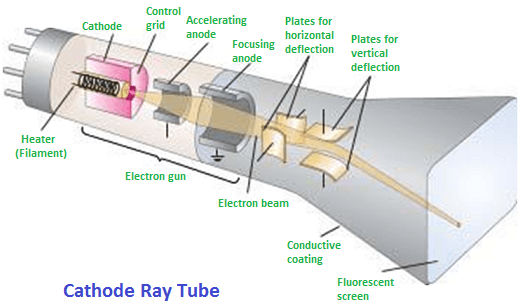 Cathode
Control
grid
Accelerating
anode
Focusing
anode
Plates for
horizontal
deflection
Plates for
vertical
deflection
Heater
(Filament)
Electron gun
Electron beam
Conductive
coating
Fluorescent
screen
Cathode Ray Tube